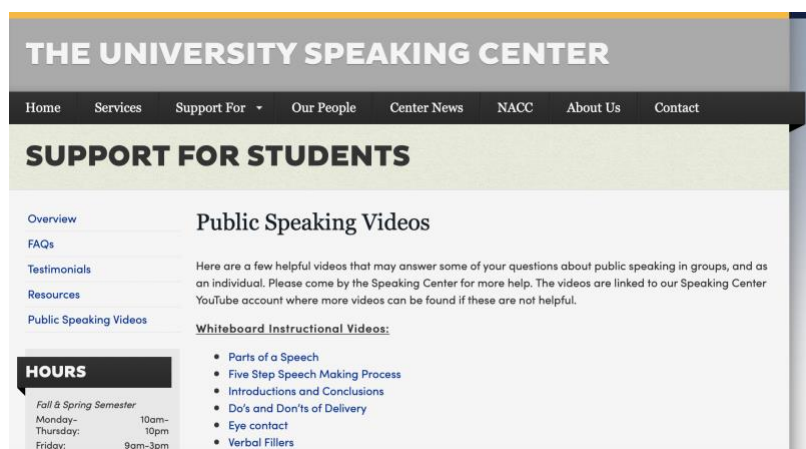 THE UNIVERSITY SPEAKING CENTER
Home Services Support For Our People Center News NACC About Us Contact
SUPPORT FOR STUDENTS
Overview
FAQs
Testimonials
Resources
Public Speaking Videos
HOURS
Fall & Spring Semester
Monday- 10am-
Thursday: 10pm
Friday: 9am-3pm
Public Speaking Videos
Here are a few helpful videos that may answer some of your questions about public speaking in groups, and as
an individual. Please come by the Speaking Center for more help. The videos are linked to our Speaking Center
YouTube account where more videos can be found if these are not helpful.
Whiteboard Instructional Videos:
• Parts of a Speech
• Five Step Speech Making Process
• Introductions and Conclusions
• Do's and Don'ts of Delivery
• Eye contact
• Verbal Fillers